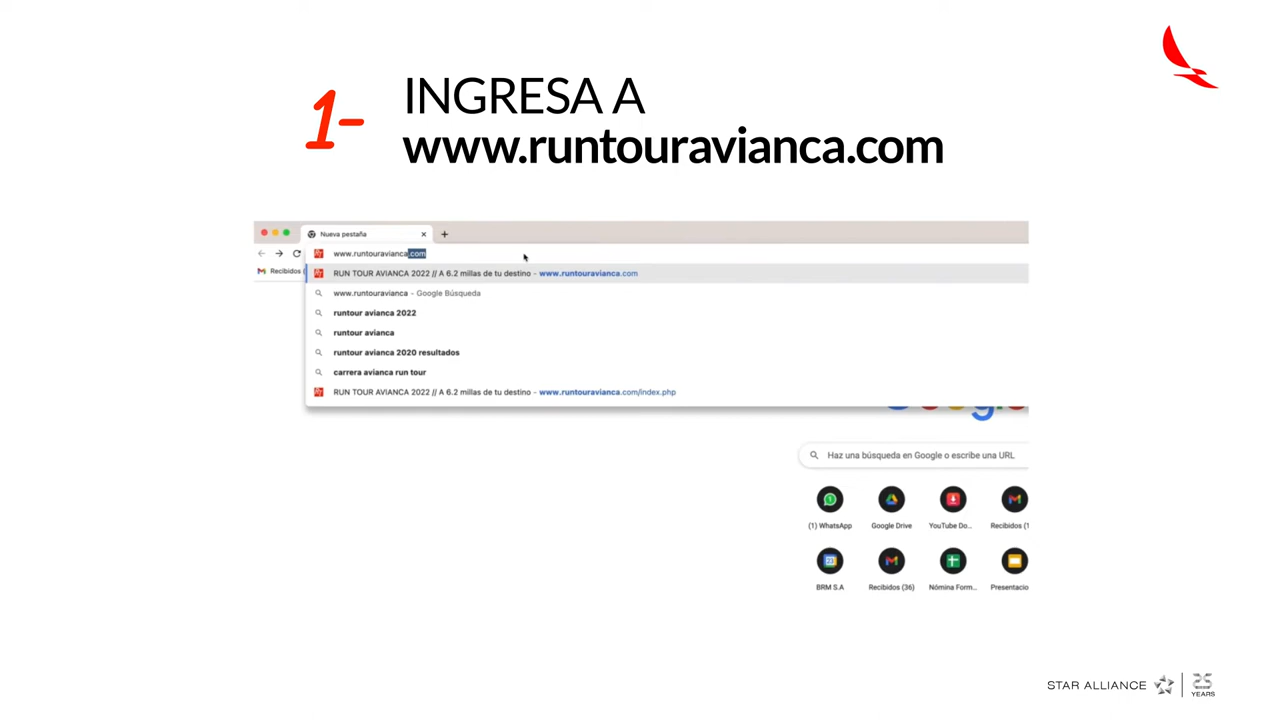 1-
INGRESA A
www.runtouravianca.com
Nueva pestaña
www.runtouravianca.com
Recibidos (
RUN TOUR AVIANCA 2022 // A 6.2 millas de tu destino - www.runtouravianca.com
www.runtouravianca - Google Búsqueda
runtour avianca 2022
runtour avianca
runtour avianca 2020 resultados
carrera avianca run tour
RUN TOUR AVIANCA 2022 // A 6.2 millas de tu destino - www.runtouravianca.com/index.php
Haz una búsqueda en Google o escribe una URL
(1) WhatsApp Google Drive YouTube Do... Recibidos (1
BRM S.A Recibidos (36) Nómina Form... Presentacio
STAR ALLIANCE 25 YEARS